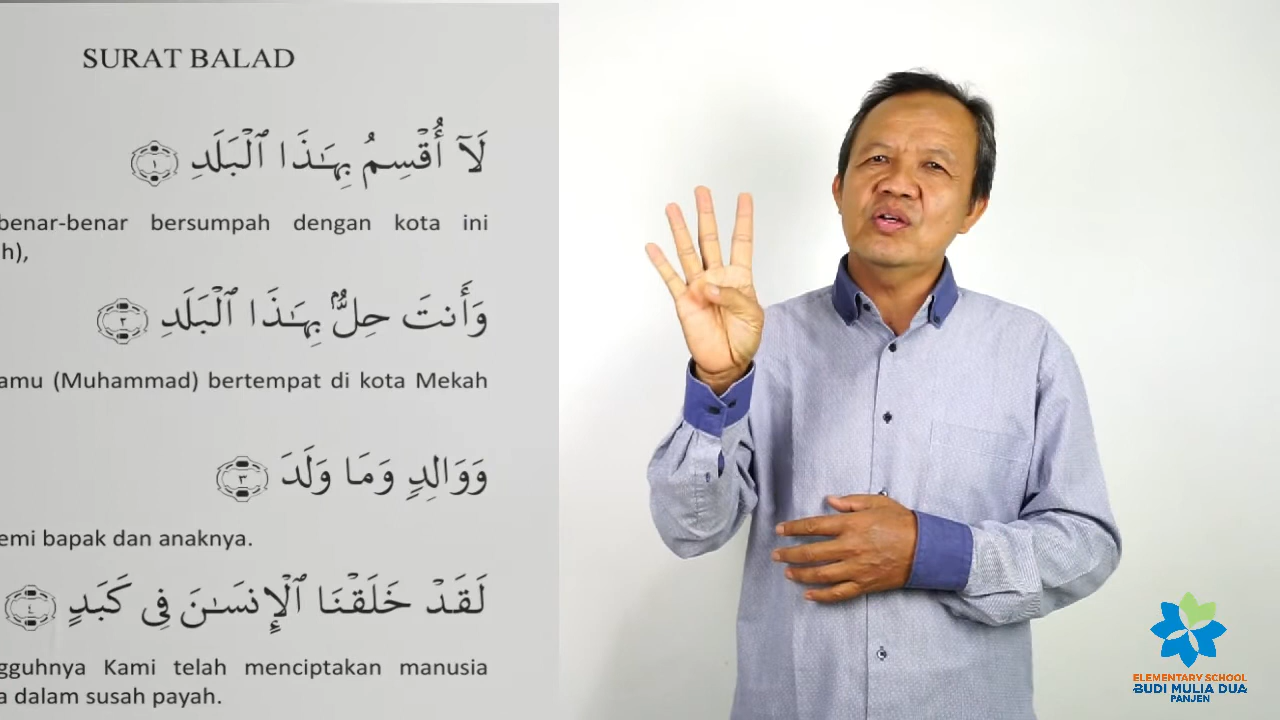 SURAT BALAD
لَآ أُقْسِمُ بِهَـٰذَا ٱلْبَلَدِ ١
benar-benar bersumpah dengan kota ini
h),
وَأَنتَ حِلٌّۢ بِهَـٰذَا ٱلْبَلَدِ ٢
amu (Muhammad) bertempat di kota Mekah
وَوَالِدٍۢ وَمَا وَلَدَ ٣
emi bapak dan anaknya.
لَقَدْ خَلَقْنَا ٱلْإِنسَـٰنَ فِى كَبَدٍ ٤
gguhnya Kami telah menciptakan manusia
a dalam susah payah.
ELEMENTARY SCHOOL
BUDI MULIA DUA
PANJEN